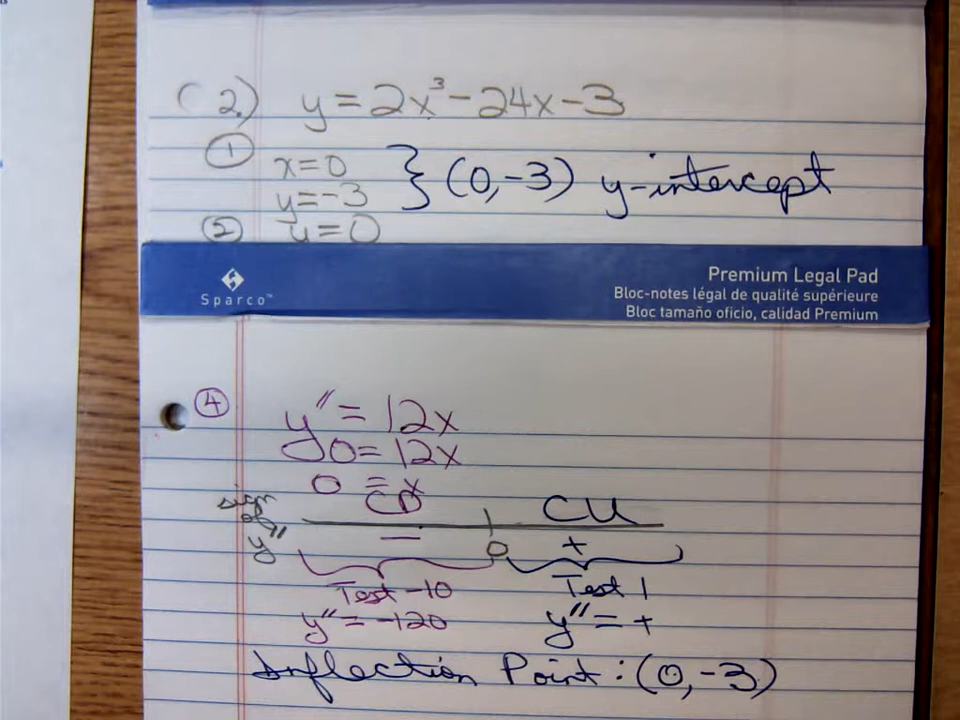 (2.) y = 2x³ - 24x - 3
① x = 0
y = -3 } (0, -3) y-intercept
② y = 0
Sparco™
Premium Legal Pad
Bloc-notes légal de qualité supérieure
Bloc tamaño oficio, calidad Premium
④ y″ = 12x
0 = 12x
0 = x
sign of y″
CD CU
− 0 +
Test -10 Test 1
y″ = -120 y″ = +
Inflection Point: (0, -3)